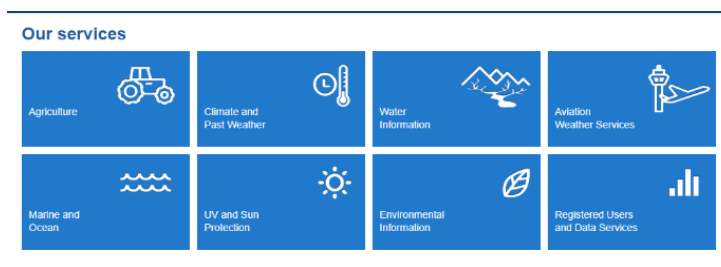 Our services
Agriculture
Climate and
Past Weather
Water
Information
Aviation
Weather Services
Marine and
Ocean
UV and Sun
Protection
Environmental
Information
Registered Users
and Data Services